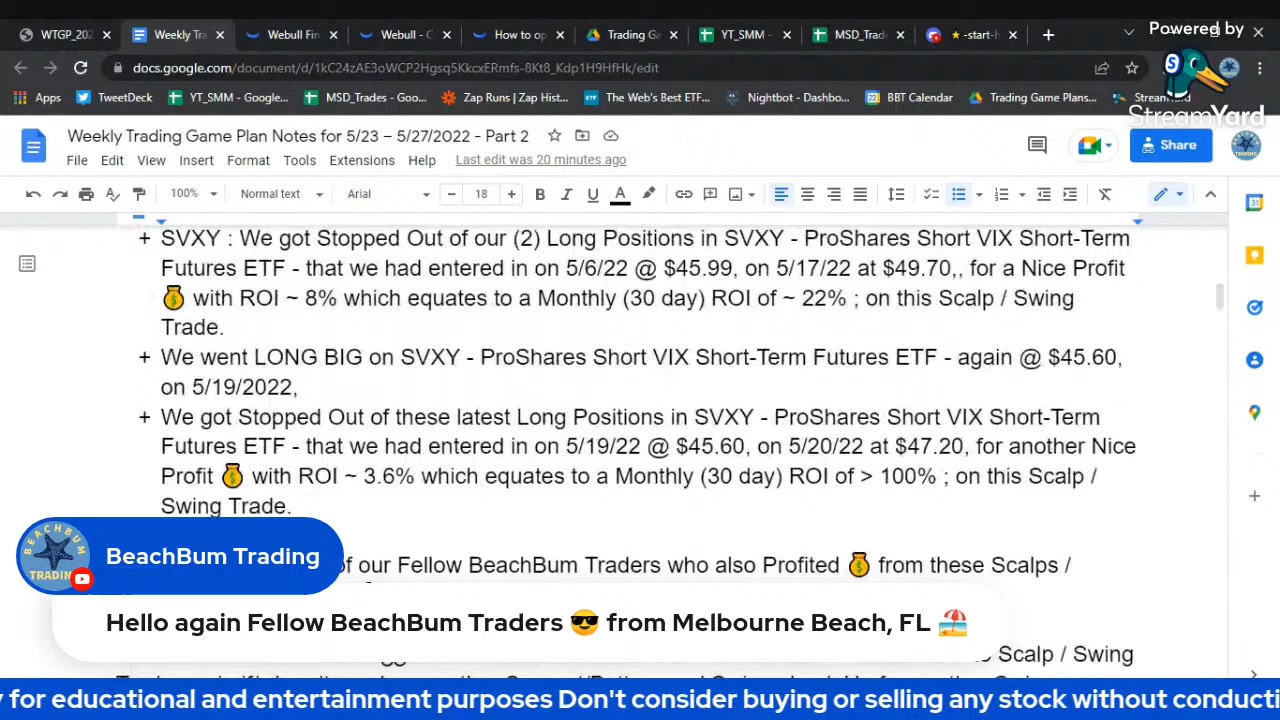 Powered by
StreamYard
WTGP_202
Weekly Tra
Webull Fin
Webull - C
How to op
Trading Ga
YT_SMM -
MSD_Trade
-start-h
docs.google.com/document/d/1kC24zAE3oWCP2Hgsq5KKcxERmfs-8Kt8_Kdp1H9HfHk/edit
Apps TweetDeck YT_SMM - Google... MSD_Trades - Goo... Zap Runs | Zap Hist... The Web's Best ETF... Nightbot - Dashbo... BBT Calendar Trading Game Plans... StreamYard
Weekly Trading Game Plan Notes for 5/23 – 5/27/2022 - Part 2
Share
File Edit View Insert Format Tools Extensions Help Last edit was 20 minutes ago
100% Normal text Arial 18
+ SVXY : We got Stopped Out of our (2) Long Positions in SVXY - ProShares Short VIX Short-Term
Futures ETF - that we had entered in on 5/6/22 @ $45.99, on 5/17/22 at $49.70,, for a Nice Profit
💰 with ROI ~ 8% which equates to a Monthly (30 day) ROI of ~ 22% ; on this Scalp / Swing
Trade.
+ We went LONG BIG on SVXY - ProShares Short VIX Short-Term Futures ETF - again @ $45.60,
on 5/19/2022,
+ We got Stopped Out of these latest Long Positions in SVXY - ProShares Short VIX Short-Term
Futures ETF - that we had entered in on 5/19/22 @ $45.60, on 5/20/22 at $47.20, for another Nice
Profit 💰 with ROI ~ 3.6% which equates to a Monthly (30 day) ROI of > 100% ; on this Scalp /
Swing Trade.
of our Fellow BeachBum Traders who also Profited 💰 from these Scalps /
BEACHBUM TRADING
BeachBum Trading
Hello again Fellow BeachBum Traders 😎 from Melbourne Beach, FL 🏖️
Scalp / Swing
y for educational and entertainment purposes Don't consider buying or selling any stock without conducti